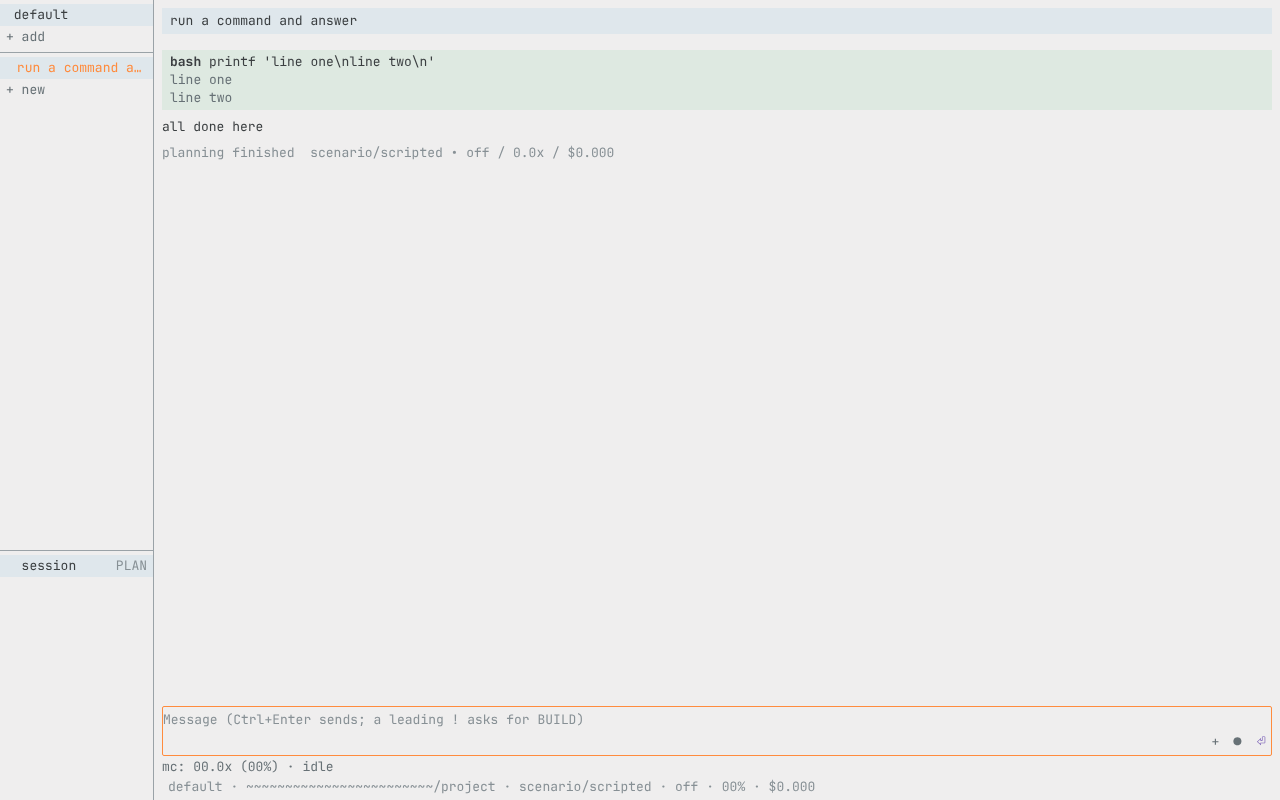 default
+ add
run a command a…
+ new
session PLAN
run a command and answer
bash printf 'line one\nline two\n'
line one
line two
all done here
planning finished  scenario/scripted • off / 0.0x / $0.000
Message (Ctrl+Enter sends; a leading ! asks for BUILD)
+ ● ⏎
mc: 00.0x (00%) · idle
default · ~~~~~~~~~~~~~~~~~~~~~~~~/project · scenario/scripted · off · 00% · $0.000